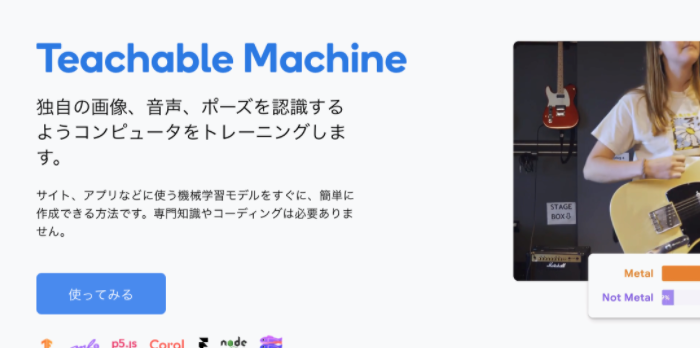 Teachable Machine
独自の画像、音声、ポーズを認識する
ようコンピュータをトレーニングしま
す。
サイト、アプリなどに使う機械学習モデルをすぐに、簡単に
作成できる方法です。専門知識やコーディングは必要ありま
せん。
使ってみる
p5.js Coral node
STAGE
BOX
Marshall
Metal
Not Metal